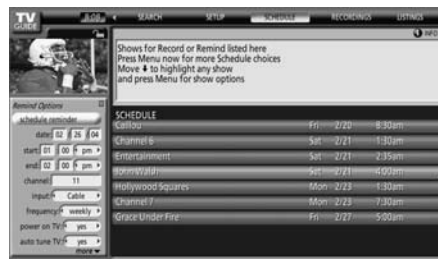 TV GUIDE
8:09
SEARCH SETUP SCHEDULE RECORDINGS LISTINGS
INFO
Shows for Record or Remind listed here
Press Menu now for more Schedule choices
Move to highlight any show
and press Menu for show options
Remind Options
schedule reminder
date: 02 / 26 / 04
start: 01 : 00 pm
end: 02 : 00 pm
channel: 11
input: Cable
frequency: weekly
power on TV: yes
auto tune TV: yes
more
SCHEDULE
Caillou Fri 2/20 8:30am
Channel 6 Sat 2/21 1:30am
Entertainment Sat 2/21 2:35am
John Walsh Sat 2/21 4:00am
Hollywood Squares Mon 2/23 1:30am
Channel 7 Mon 2/23 7:30am
Grace Under Fire Fri 2/27 5:00am